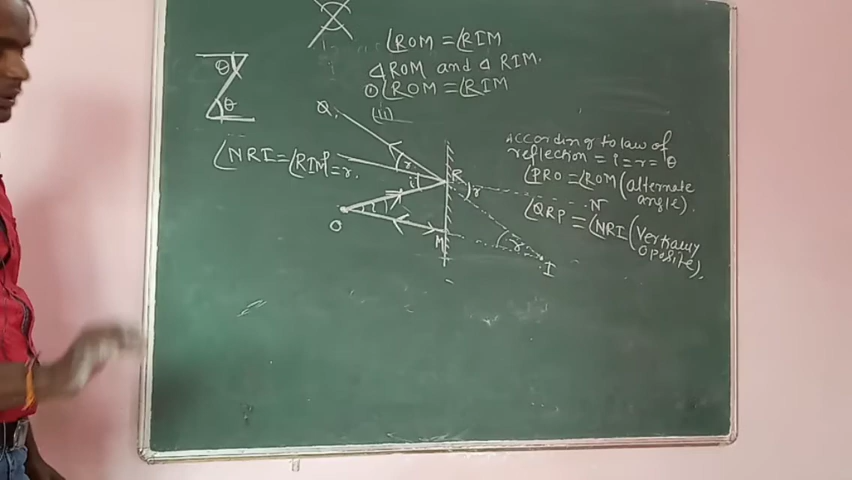 ∠ROM = ∠RIM
△ROM and △RIM.
① ∠ROM = ∠RIM
(ii)
θ
θ
∠NRI = ∠RIM = r.
According to law of
reflection = i = r = θ
∠PRO = ∠ROM (alternate
angle).
∠QRP = ∠NRI (Vertically
oposite).
Q
P
r
i
R
r
N
i
O
M
r
I